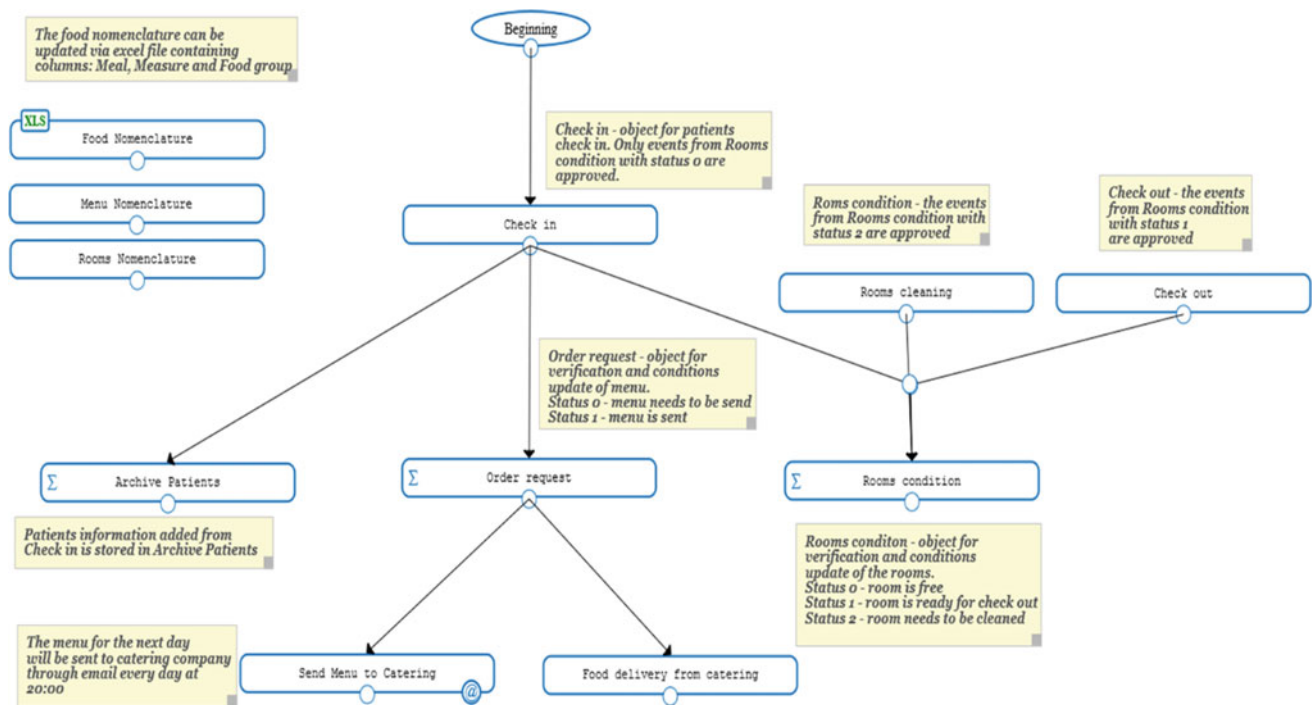 The food nomenclature can be
updated via excel file containing
columns: Meal, Measure and Food group
XLS
Food Nomenclature
Menu Nomenclature
Rooms Nomenclature
Beginning
Check in - object for patients
check in. Only events from Rooms
condition with status 0 are
approved.
Check in
Roms condition - the events
from Rooms condition with
status 2 are approved
Check out - the events
from Rooms condition
with status 1
are approved
Rooms cleaning
Check out
Order request - object for
verification and conditions
update of menu.
Status 0 - menu needs to be send
Status 1 - menu is sent
Σ Archive Patients
Σ Order request
Σ Rooms condition
Patients information added from
Check in is stored in Archive Patients
Rooms conditon - object for
verification and conditions
update of the rooms.
Status 0 - room is free
Status 1 - room is ready for check out
Status 2 - room needs to be cleaned
The menu for the next day
will be sent to catering company
through email every day at
20:00
Send Menu to Catering
@
Food delivery from catering